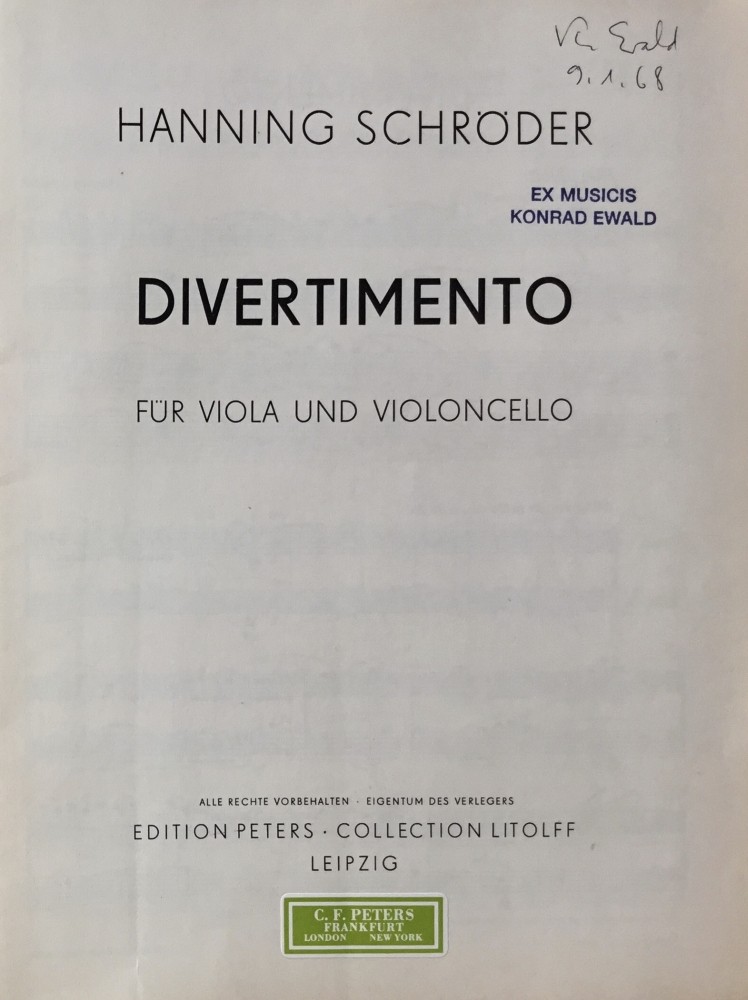 Ewald
9.1.68
HANNING SCHRÖDER
EX MUSICIS
KONRAD EWALD
DIVERTIMENTO
FÜR VIOLA UND VIOLONCELLO
ALLE RECHTE VORBEHALTEN · EIGENTUM DES VERLEGERS
EDITION PETERS · COLLECTION LITOLFF
LEIPZIG
C. F. PETERS
FRANKFURT
LONDON NEW YORK